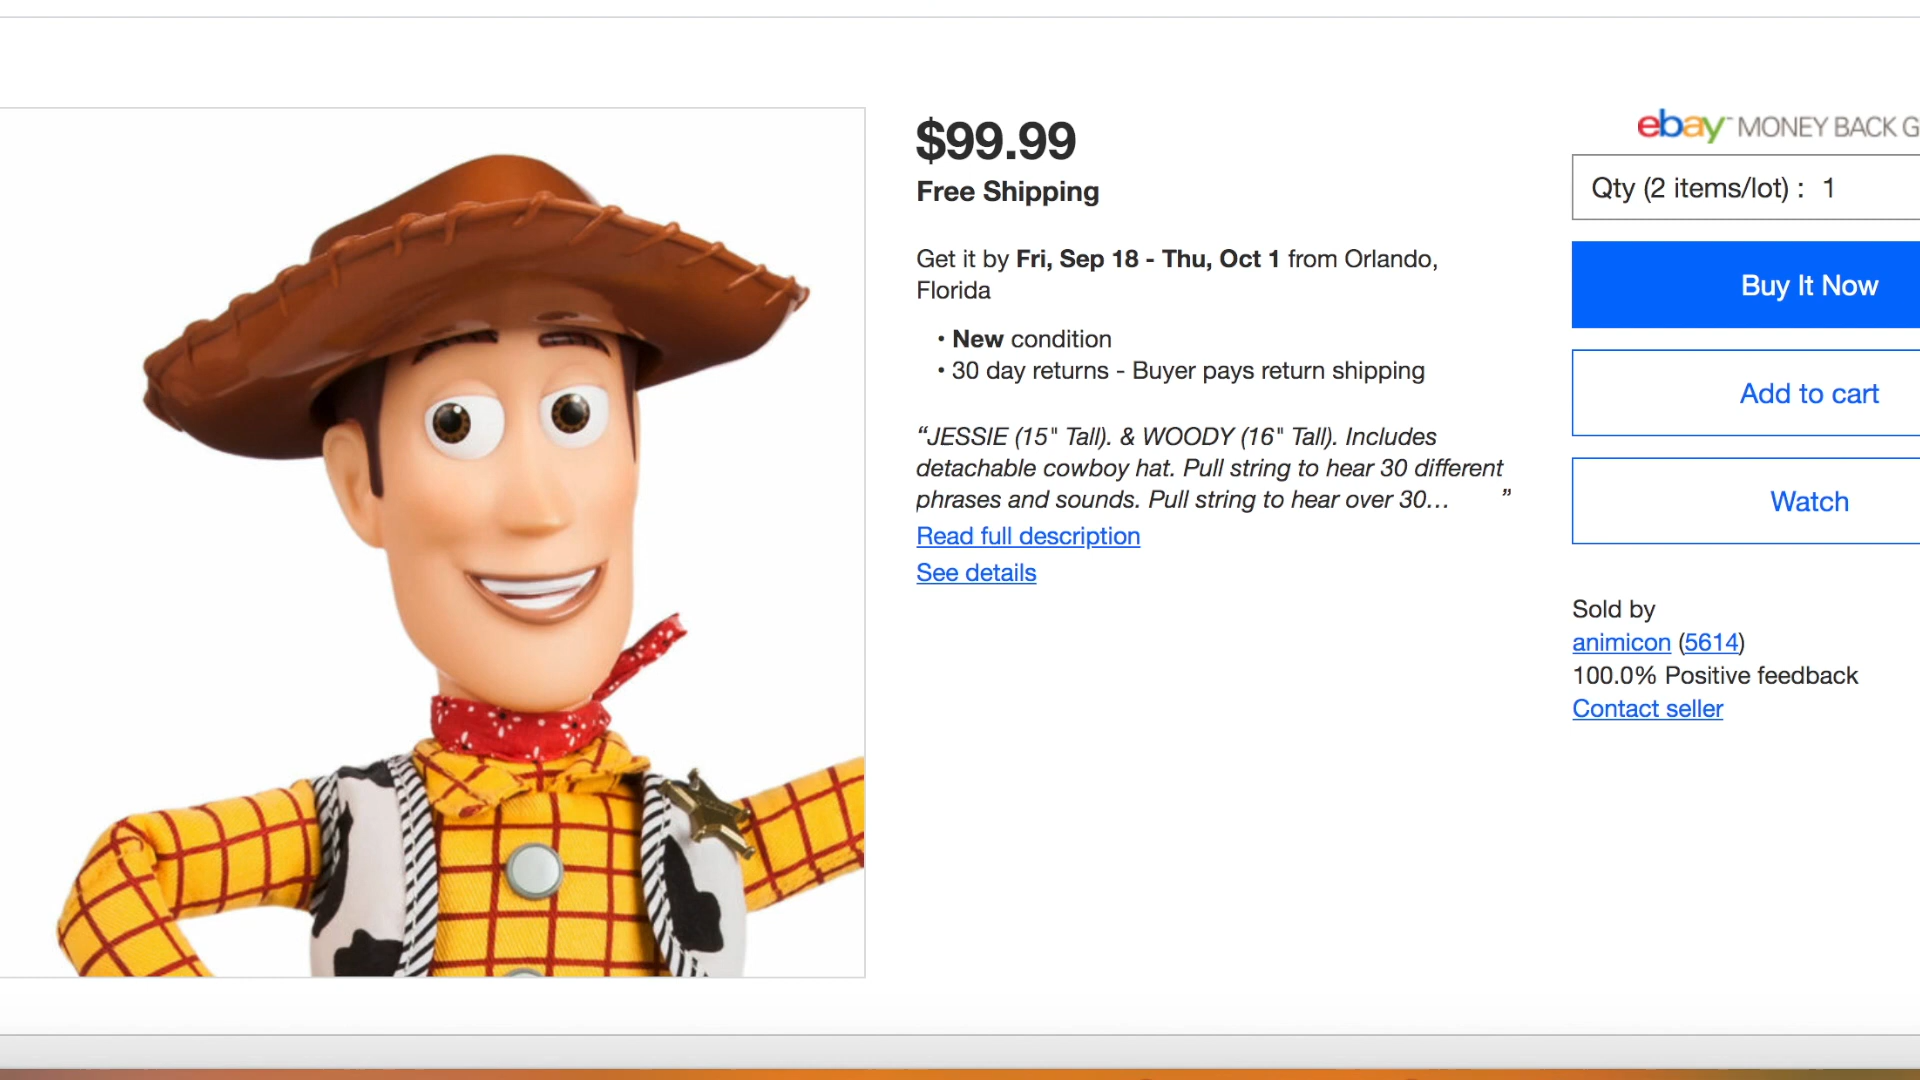 $99.99
Free Shipping
Get it by Fri, Sep 18 - Thu, Oct 1 from Orlando,
Florida
• New condition
• 30 day returns - Buyer pays return shipping
“JESSIE (15" Tall). & WOODY (16" Tall). Includes
detachable cowboy hat. Pull string to hear 30 different
phrases and sounds. Pull string to hear over 30... ”
Read full description
See details
ebay™ MONEY BACK G
Qty (2 items/lot) : 1
Buy It Now
Add to cart
Watch
Sold by
animicon (5614)
100.0% Positive feedback
Contact seller